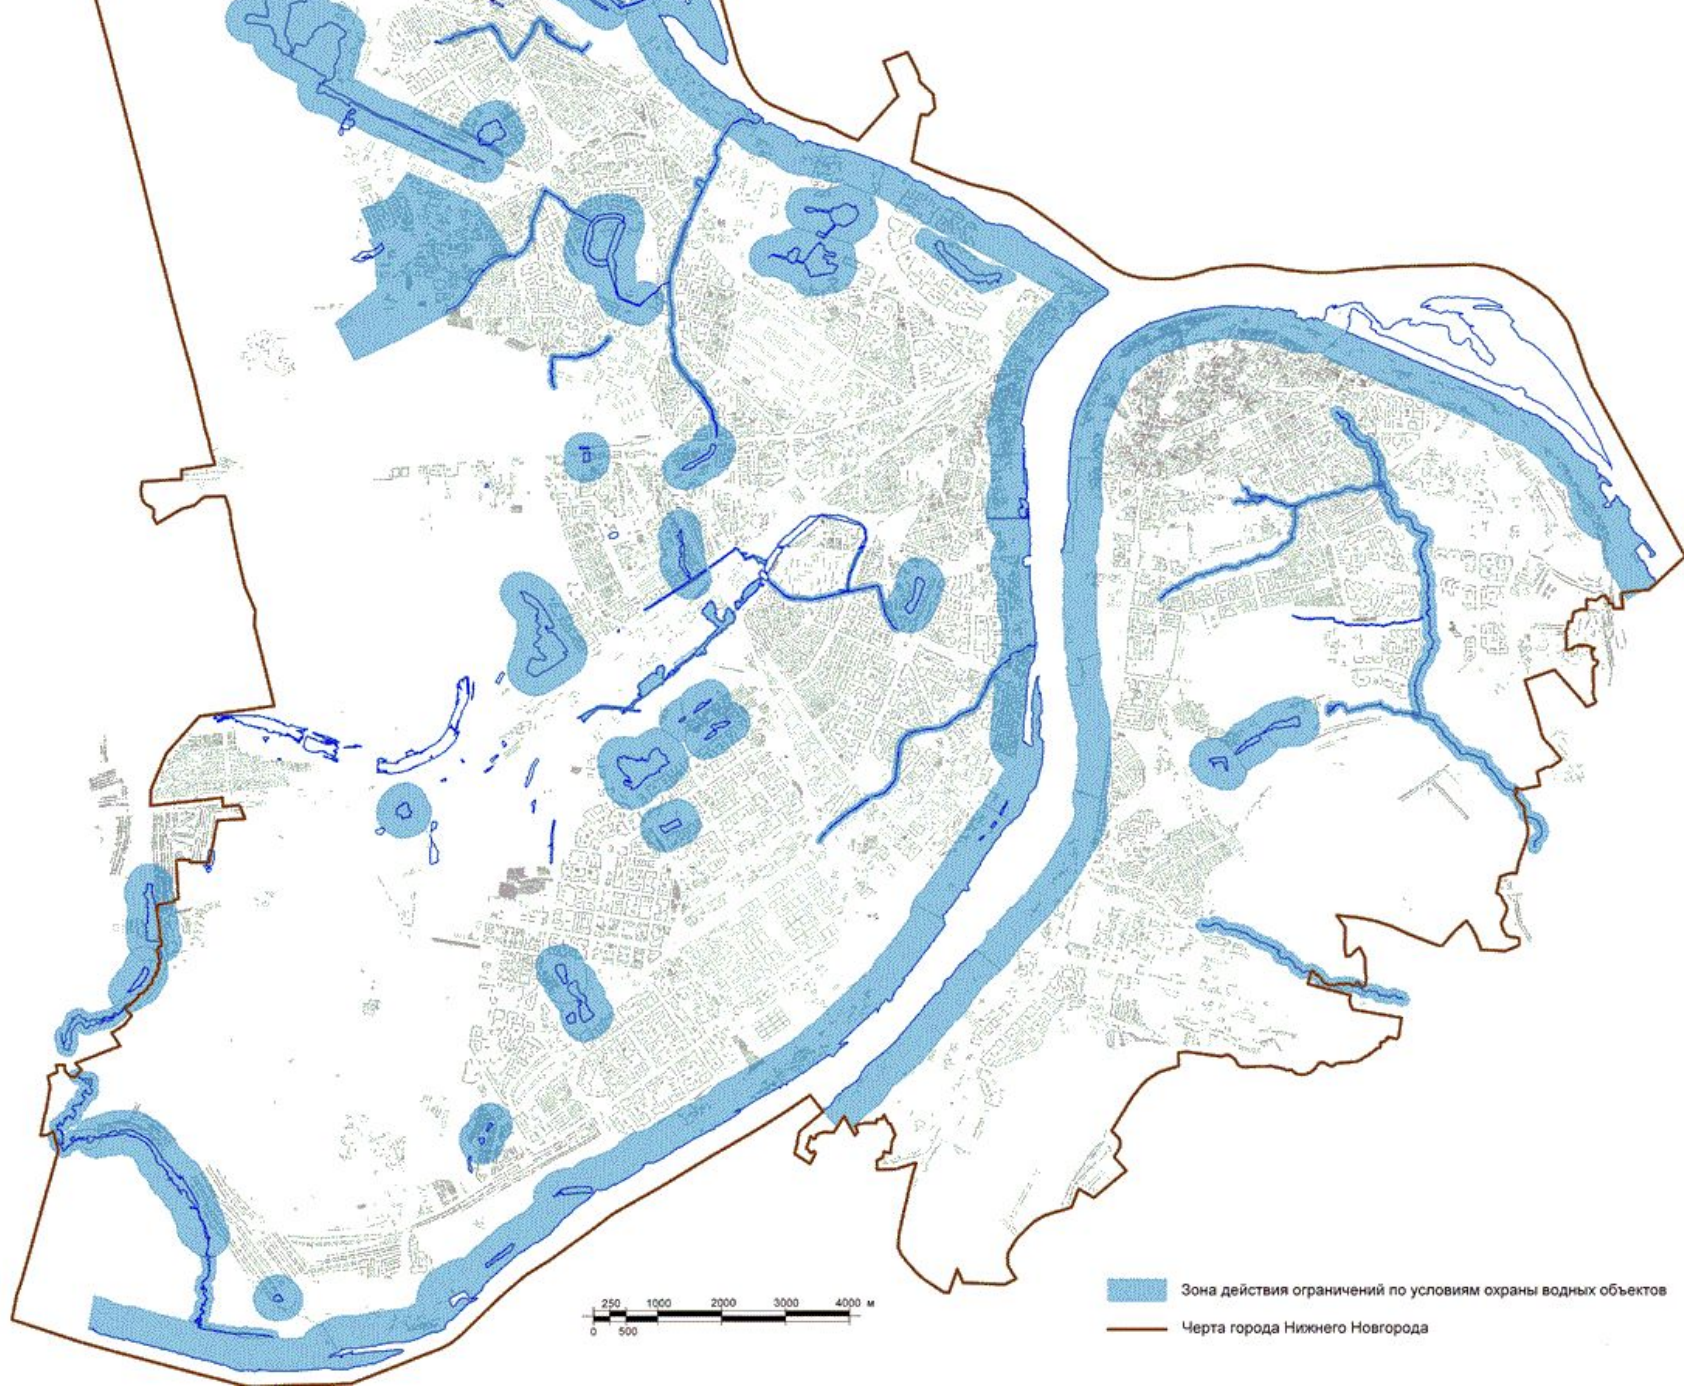 Зона действия ограничений по условиям охраны водных объектов
250 1000 2000 3000 4000 м
0 500
Черта города Нижнего Новгорода